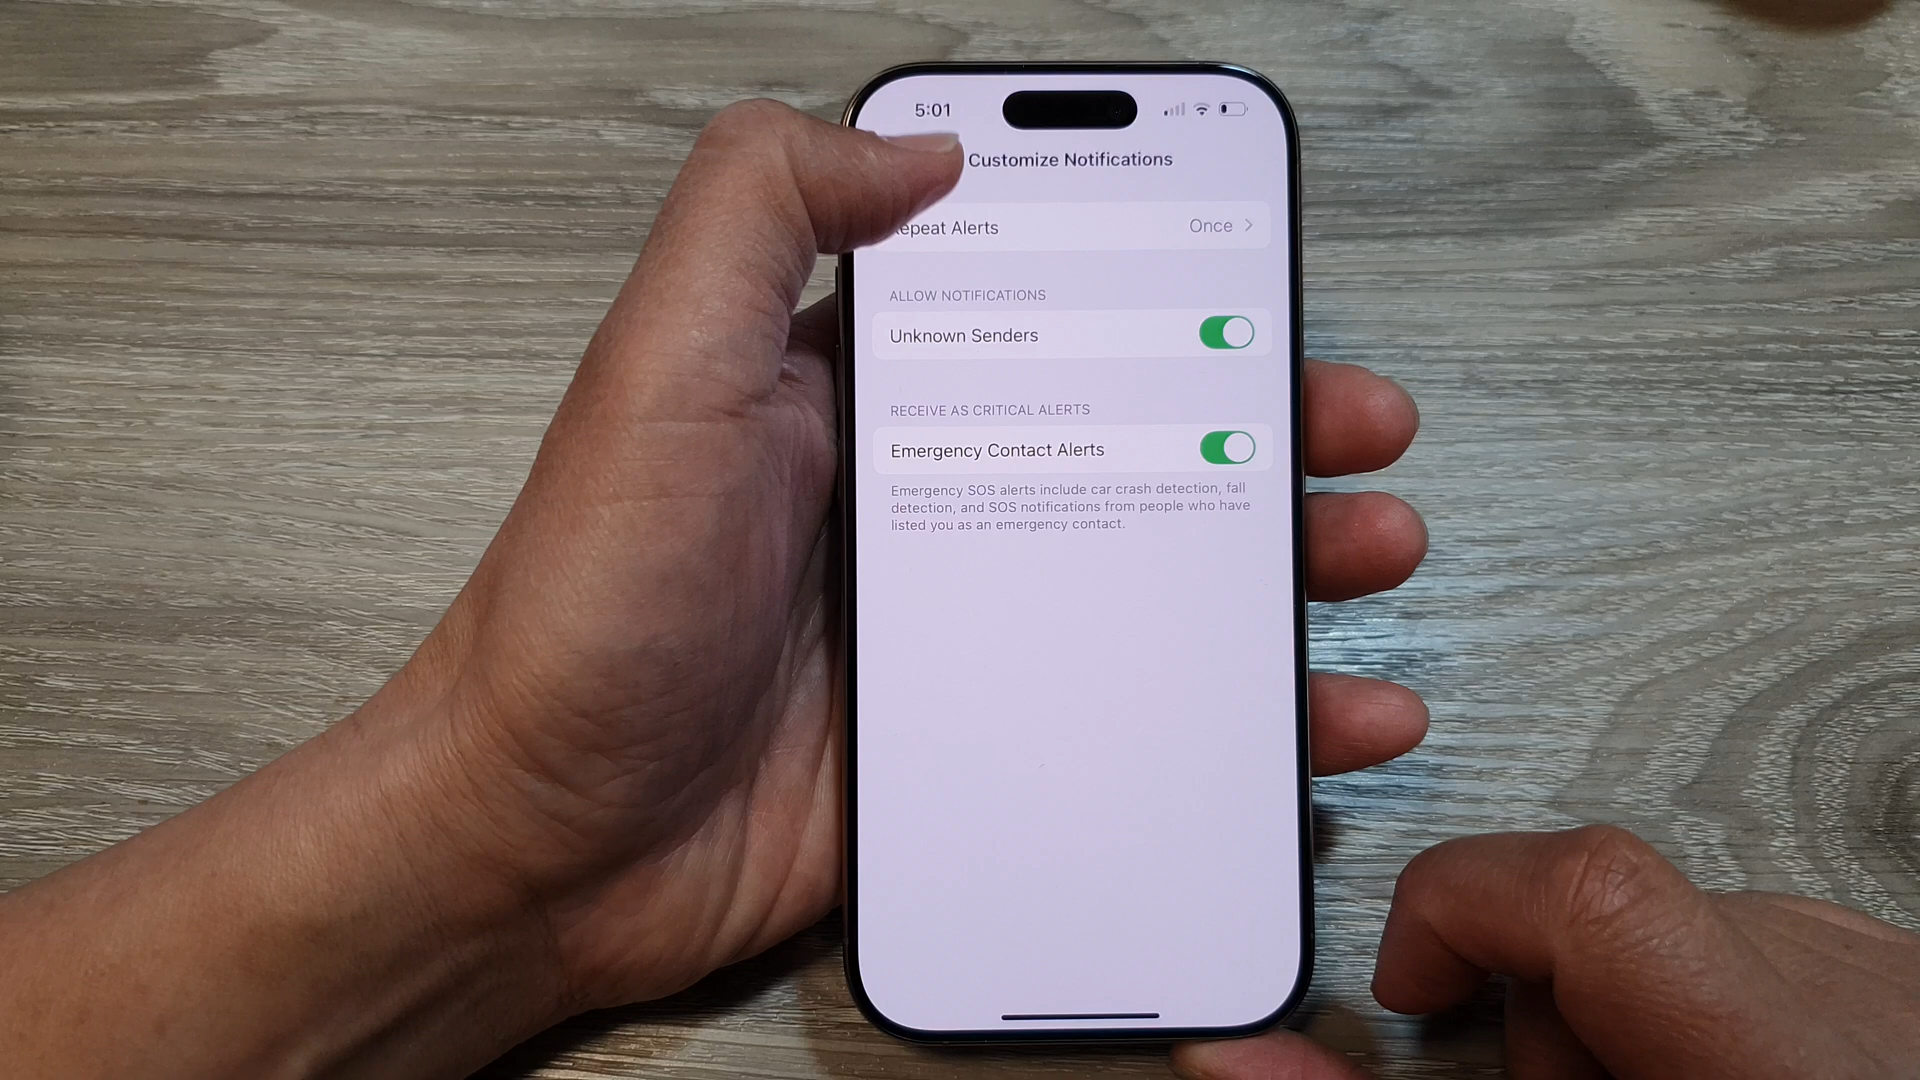 5:01
Customize Notifications
epeat Alerts Once
ALLOW NOTIFICATIONS
Unknown Senders
RECEIVE AS CRITICAL ALERTS
Emergency Contact Alerts
Emergency SOS alerts include car crash detection, fall
detection, and SOS notifications from people who have
listed you as an emergency contact.